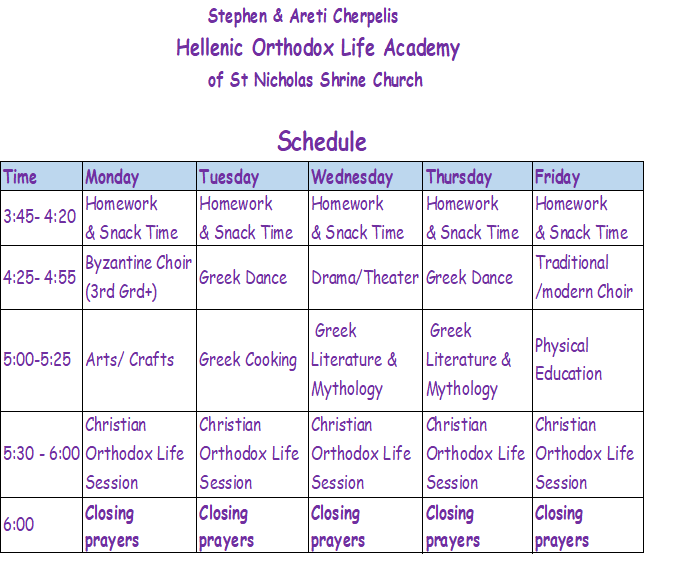 Stephen & Areti Cherpelis
Hellenic Orthodox Life Academy
of St Nicholas Shrine Church
Schedule
Time Monday Tuesday Wednesday Thursday Friday
3:45- 4:20 Homework & Snack Time Homework & Snack Time Homework & Snack Time Homework & Snack Time Homework & Snack Time
4:25- 4:55 Byzantine Choir (3rd Grd+) Greek Dance Drama/Theater Greek Dance Traditional /modern Choir
5:00-5:25 Arts/ Crafts Greek Cooking Greek Literature & Mythology Greek Literature & Mythology Physical Education
5:30 - 6:00 Christian Orthodox Life Session Christian Orthodox Life Session Christian Orthodox Life Session Christian Orthodox Life Session Christian Orthodox Life Session
6:00 Closing prayers Closing prayers Closing prayers Closing prayers Closing prayers